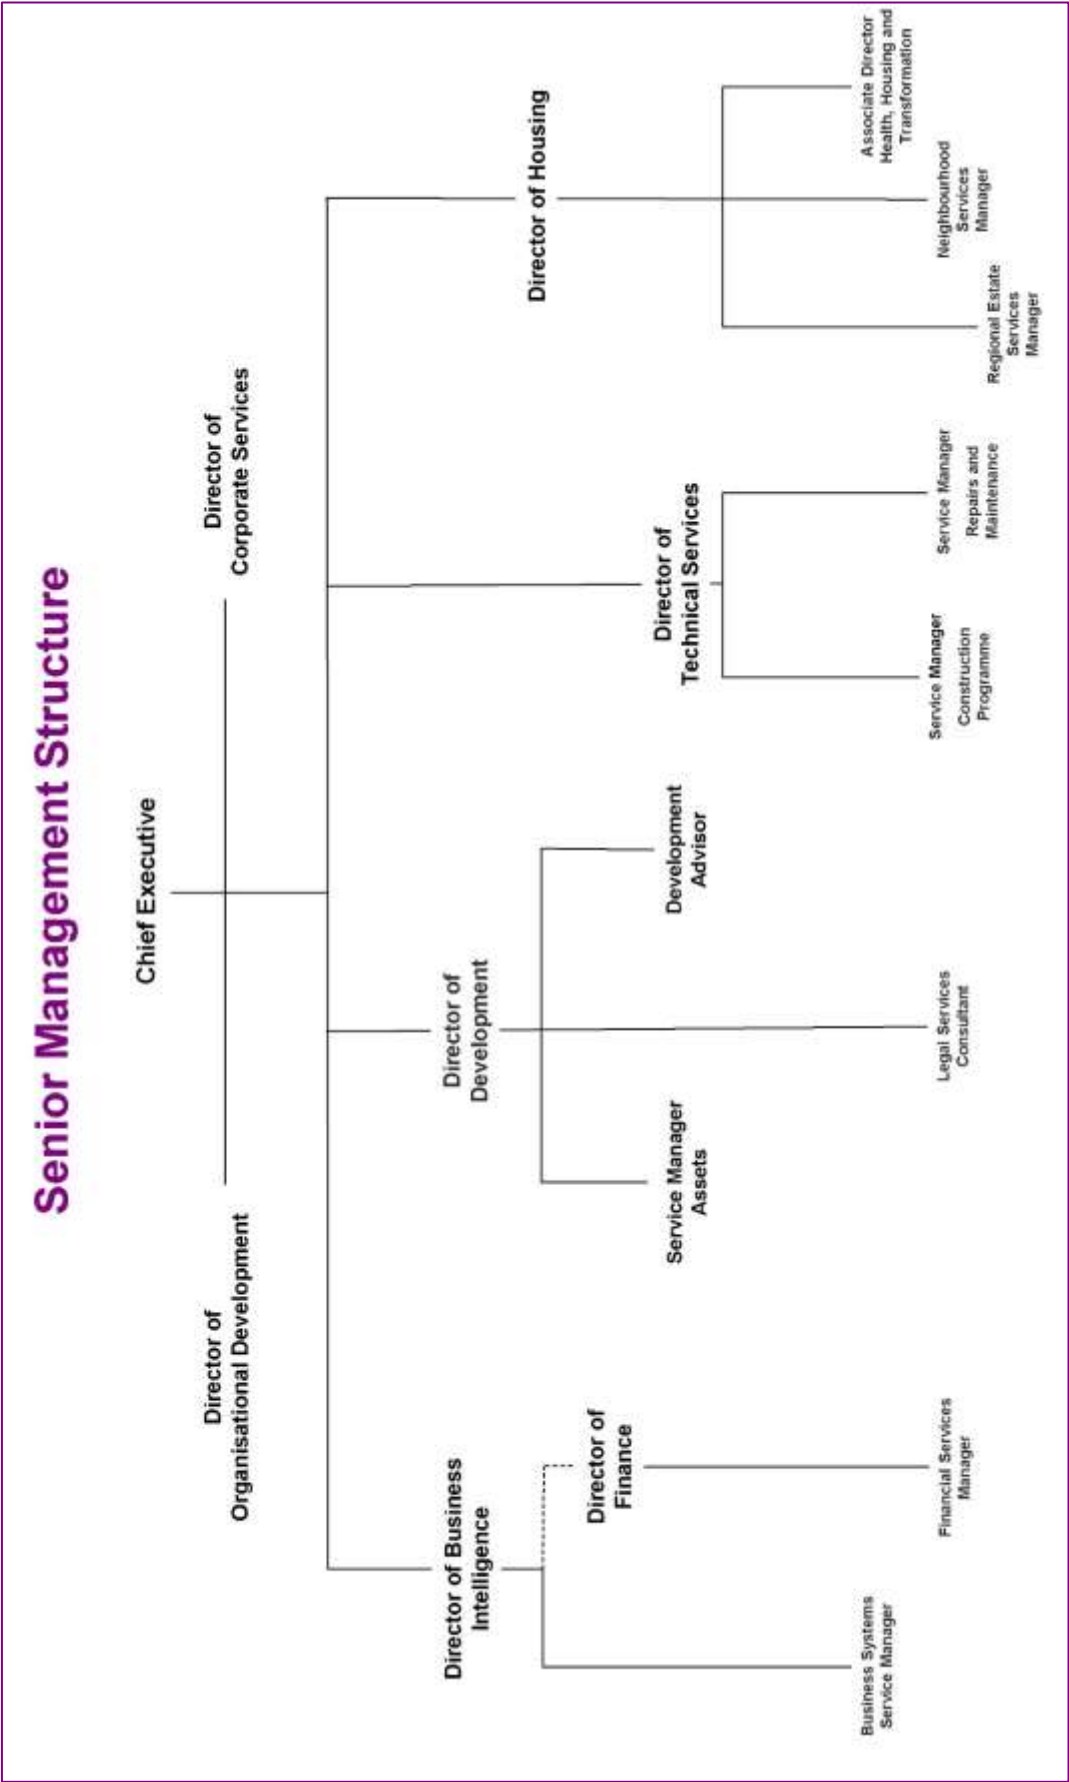 Senior Management Structure
Chief Executive
Director of
Organisational Development
Director of
Corporate Services
Director of Business
Intelligence
Director of
Development
Director of
Technical Services
Director of Housing
Director of
Finance
Service Manager
Assets
Development
Advisor
Business Systems
Service Manager
Financial Services
Manager
Legal Services
Consultant
Service Manager
Construction
Programme
Service Manager
Repairs and
Maintenance
Regional Estate
Services
Manager
Neighbourhood
Services
Manager
Associate Director
Health, Housing and
Transformation